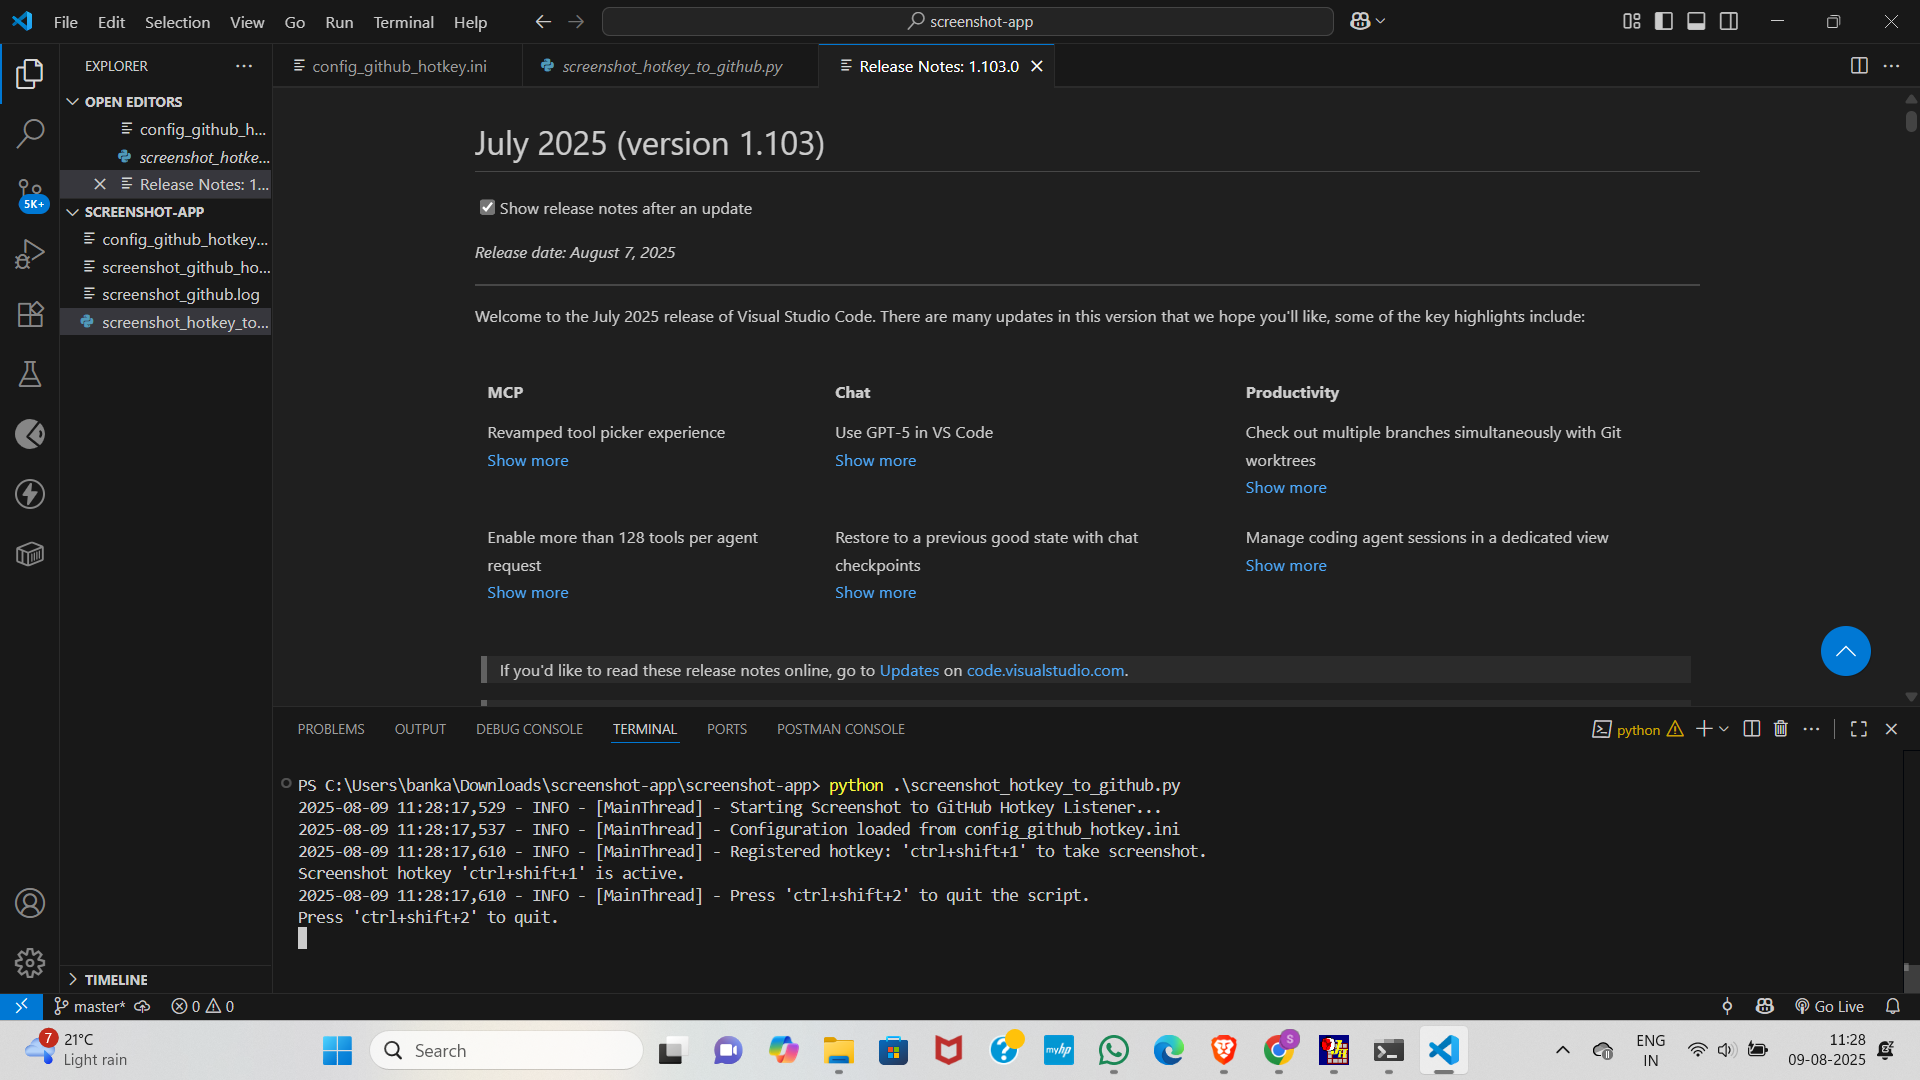 File Edit Selection View Go Run Terminal Help
screenshot-app
EXPLORER
config_github_hotkey.ini
screenshot_hotkey_to_github.py
Release Notes: 1.103.0
OPEN EDITORS
config_github_h...
screenshot_hotke...
Release Notes: 1...
5K+
SCREENSHOT-APP
config_github_hotkey...
screenshot_github_ho...
screenshot_github.log
screenshot_hotkey_to...
July 2025 (version 1.103)
Show release notes after an update
Release date: August 7, 2025
Welcome to the July 2025 release of Visual Studio Code. There are many updates in this version that we hope you'll like, some of the key highlights include:
MCP
Chat
Productivity
Revamped tool picker experience
Show more
Use GPT-5 in VS Code
Show more
Check out multiple branches simultaneously with Git
worktrees
Show more
Enable more than 128 tools per agent
request
Show more
Restore to a previous good state with chat
checkpoints
Show more
Manage coding agent sessions in a dedicated view
Show more
If you'd like to read these release notes online, go to Updates on code.visualstudio.com.
PROBLEMS OUTPUT DEBUG CONSOLE TERMINAL PORTS POSTMAN CONSOLE
python
PS C:\Users\banka\Downloads\screenshot-app\screenshot-app> python .\screenshot_hotkey_to_github.py
2025-08-09 11:28:17,529 - INFO - [MainThread] - Starting Screenshot to GitHub Hotkey Listener...
2025-08-09 11:28:17,537 - INFO - [MainThread] - Configuration loaded from config_github_hotkey.ini
2025-08-09 11:28:17,610 - INFO - [MainThread] - Registered hotkey: 'ctrl+shift+1' to take screenshot.
Screenshot hotkey 'ctrl+shift+1' is active.
2025-08-09 11:28:17,610 - INFO - [MainThread] - Press 'ctrl+shift+2' to quit the script.
Press 'ctrl+shift+2' to quit.
TIMELINE
master*
0 0
Go Live
7
21°C
Light rain
Search
myhp
S
ENG
IN
11:28
09-08-2025